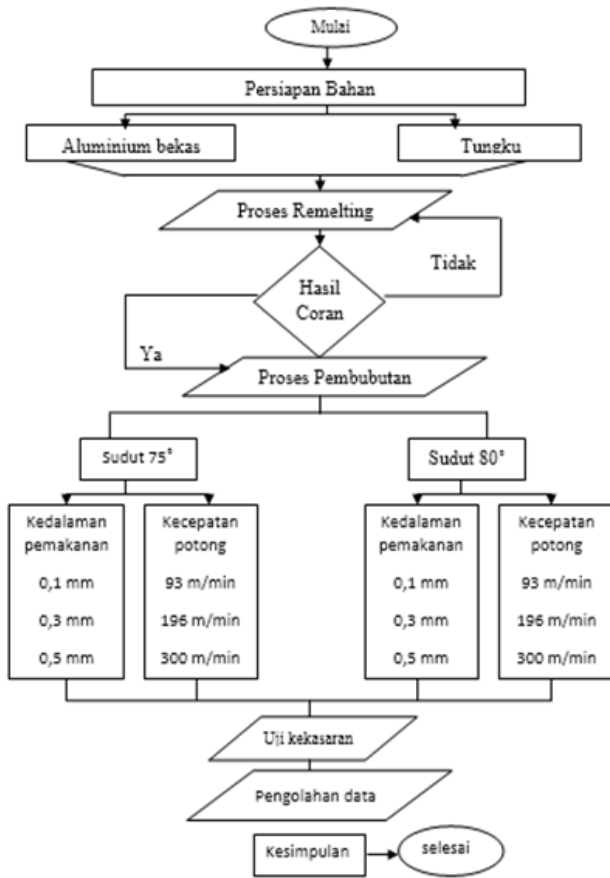 Mulai
Persiapan Bahan
Aluminium bekas
Tungku
Proses Remelting
Tidak
Hasil
Coran
Ya
Proses Pembubutan
Sudut 75°
Sudut 80°
Kedalaman
pemakanan
0,1 mm
0,3 mm
0,5 mm
Kecepatan
potong
93 m/min
196 m/min
300 m/min
Kedalaman
pemakanan
0,1 mm
0,3 mm
0,5 mm
Kecepatan
potong
93 m/min
196 m/min
300 m/min
Uji kekasaran
Pengolahan data
Kesimpulan
selesai